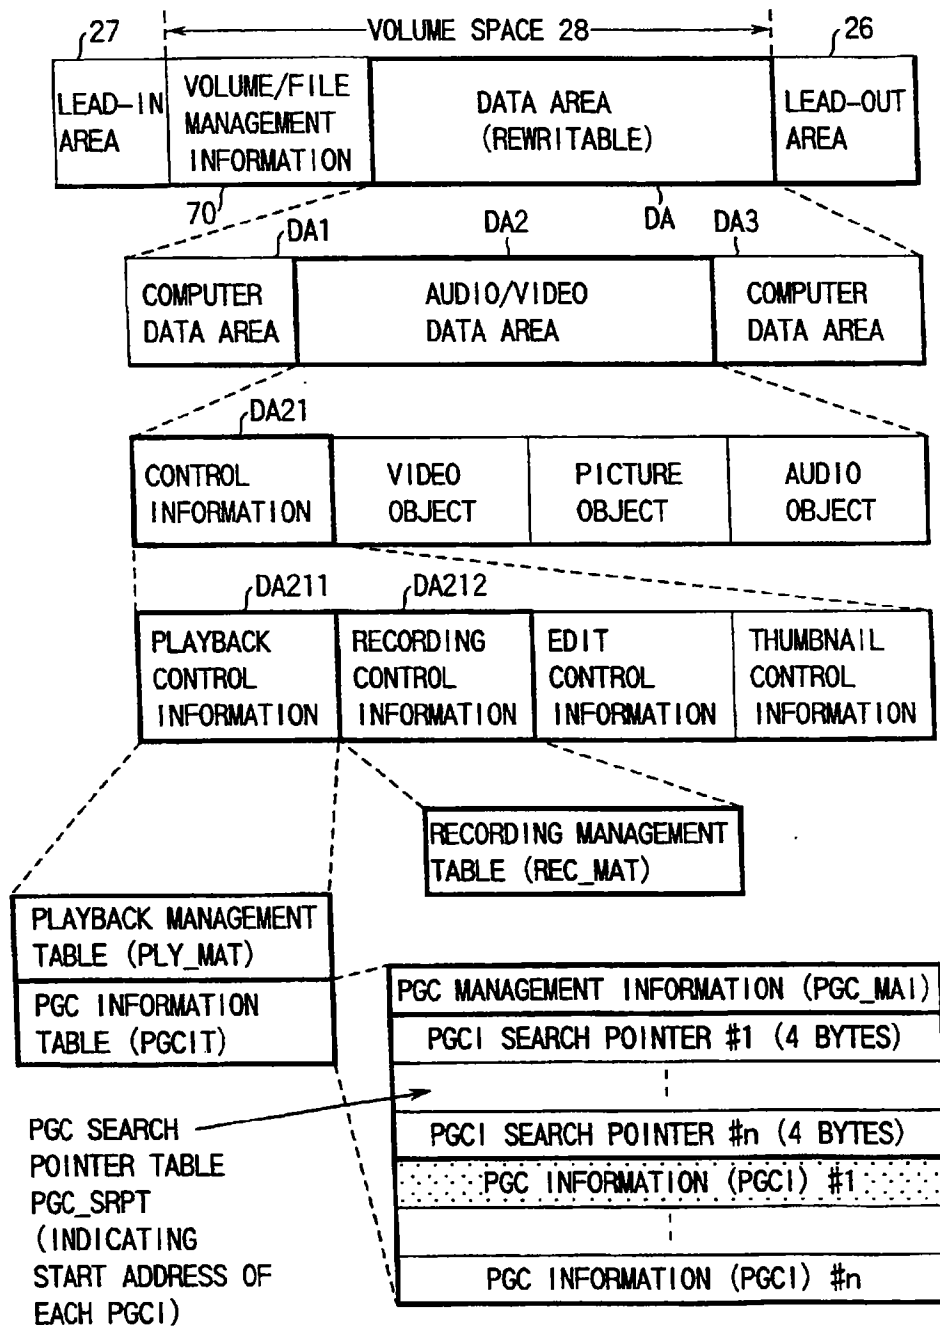 27
VOLUME SPACE 28
26
LEAD-IN
AREA
VOLUME/FILE
MANAGEMENT
INFORMATION
DATA AREA
(REWRITABLE)
LEAD-OUT
AREA
70
DA
DA1
DA2
DA3
COMPUTER
DATA AREA
AUDIO/VIDEO
DATA AREA
COMPUTER
DATA AREA
DA21
CONTROL
INFORMATION
VIDEO
OBJECT
PICTURE
OBJECT
AUDIO
OBJECT
DA211
DA212
PLAYBACK
CONTROL
INFORMATION
RECORDING
CONTROL
INFORMATION
EDIT
CONTROL
INFORMATION
THUMBNAIL
CONTROL
INFORMATION
RECORDING MANAGEMENT
TABLE (REC_MAT)
PLAYBACK MANAGEMENT
TABLE (PLY_MAT)
PGC INFORMATION
TABLE (PGCIT)
PGC MANAGEMENT INFORMATION (PGC_MAI)
PGCI SEARCH POINTER #1 (4 BYTES)
PGCI SEARCH POINTER #n (4 BYTES)
PGC INFORMATION (PGCI) #1
PGC INFORMATION (PGCI) #n
PGC SEARCH
POINTER TABLE
PGC_SRPT
(INDICATING
START ADDRESS OF
EACH PGCI)